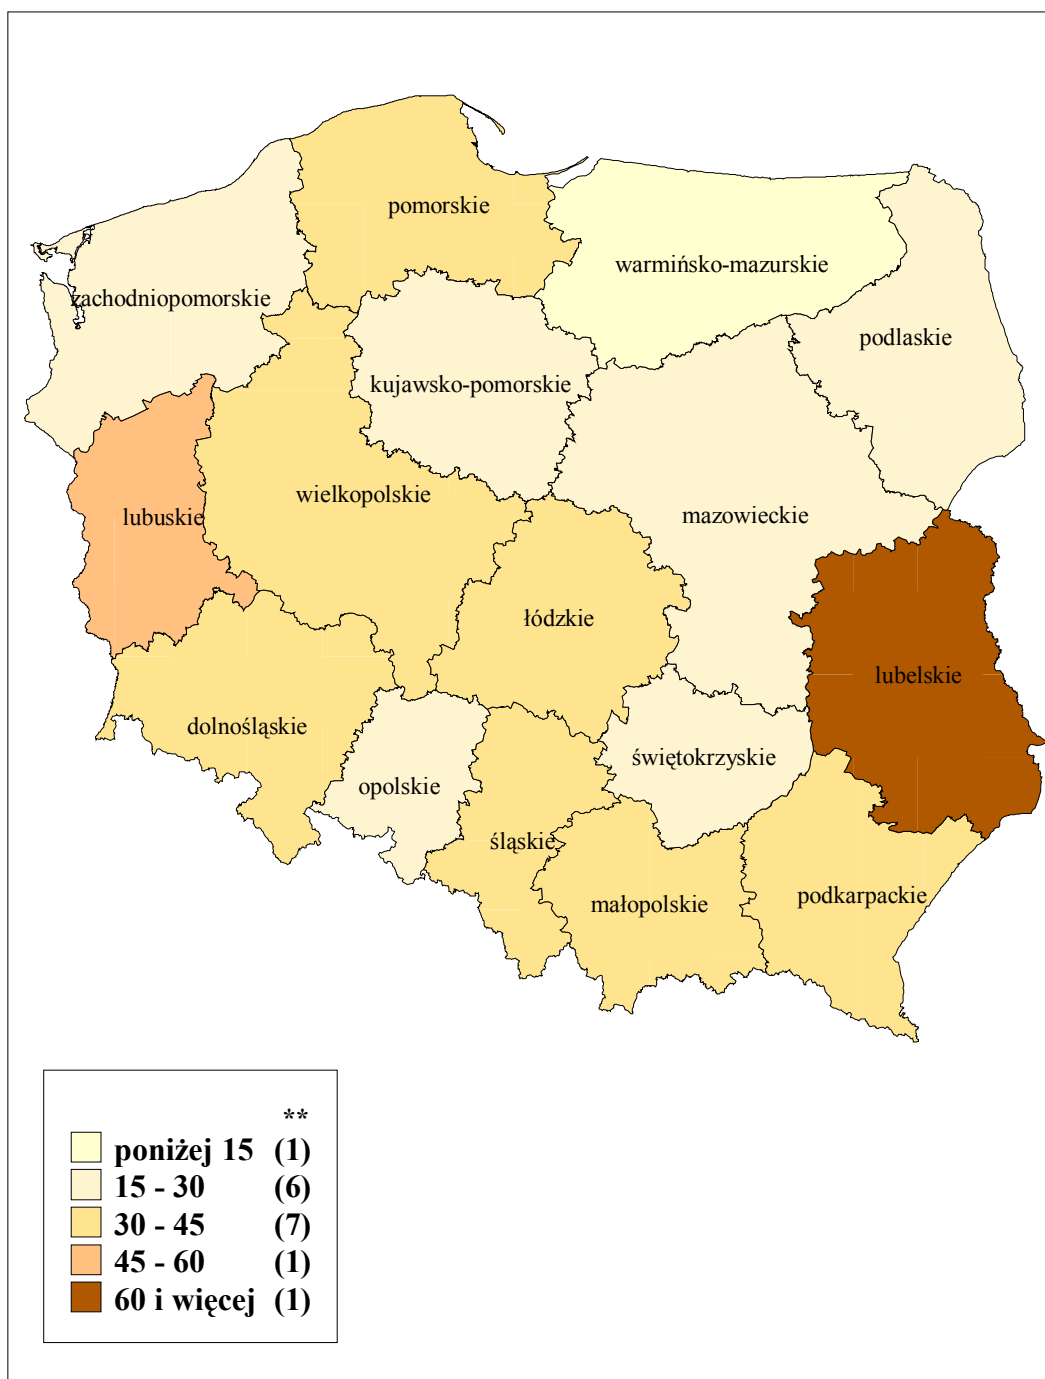 pomorskie
warmińsko-mazurskie
zachodniopomorskie
podlaskie
kujawsko-pomorskie
wielkopolskie
lubuskie
mazowieckie
łódzkie
lubelskie
dolnośląskie
świętokrzyskie
opolskie
śląskie
podkarpackie
małopolskie
**
poniżej 15 (1)
15 - 30 (6)
30 - 45 (7)
45 - 60 (1)
60 i więcej (1)